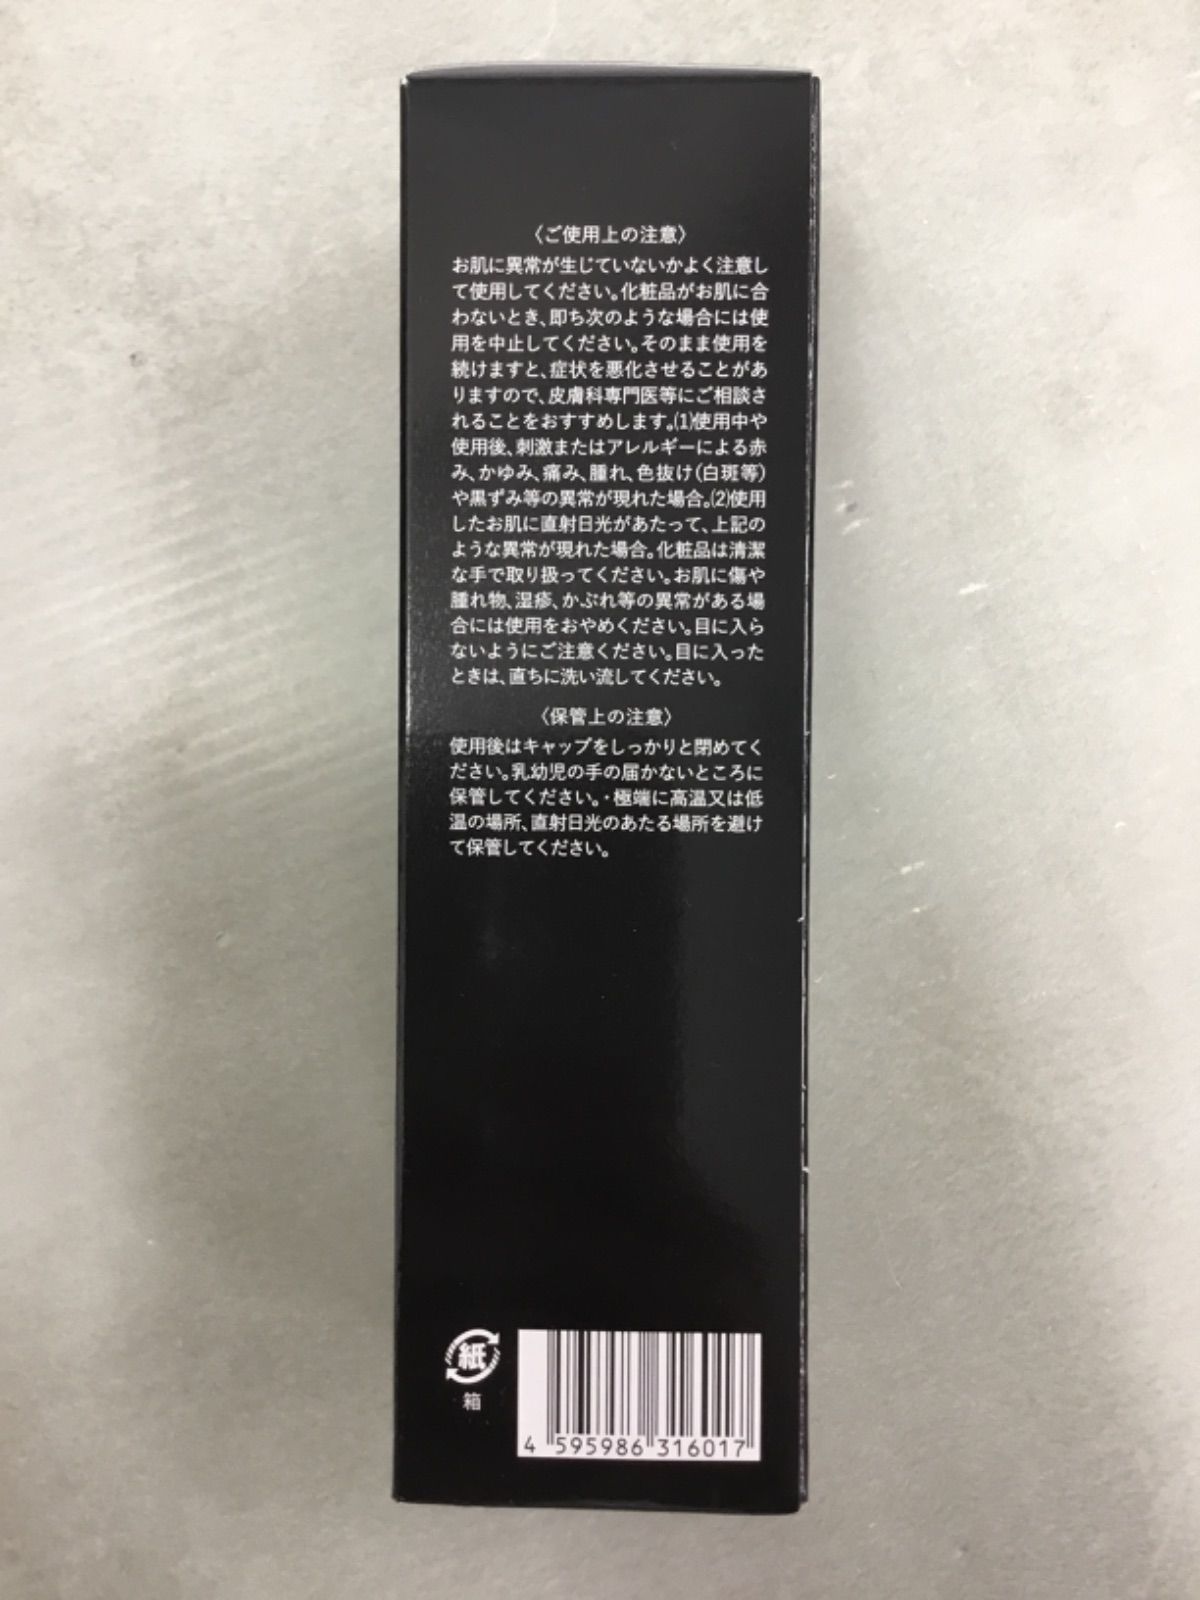 〈ご使用上の注意〉
お肌に異常が生じていないかよく注意し
て使用してください。化粧品がお肌に合
わないとき、即ち次のような場合には使
用を中止してください。そのまま使用を
続けますと、症状を悪化させることがあ
りますので、皮膚科専門医等にご相談さ
れることをおすすめします。(1)使用中や
使用後、刺激またはアレルギーによる赤
み、かゆみ、痛み、腫れ、色抜け(白斑等)
や黒ずみ等の異常が現れた場合。(2)使用
したお肌に直射日光があたって、上記の
ような異常が現れた場合。化粧品は清潔
な手で取り扱ってください。お肌に傷や
腫れ物、湿疹、かぶれ等の異常がある場
合には使用をおやめください。目に入ら
ないようにご注意ください。目に入った
ときは、直ちに洗い流してください。
〈保管上の注意〉
使用後はキャップをしっかりと閉めてく
ださい。乳幼児の手の届かないところに
保管してください。・極端に高温又は低
温の場所、直射日光のあたる場所を避け
て保管してください。
紙
箱
4 595986 316017